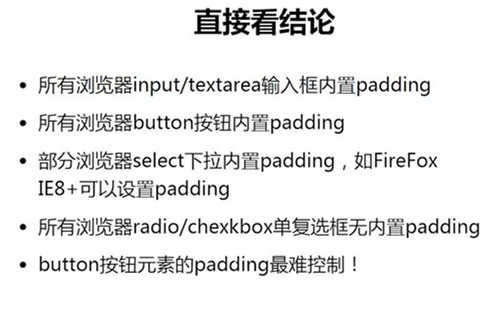 直接看结论
• 所有浏览器input/textarea输入框内置padding
• 所有浏览器button按钮内置padding
• 部分浏览器select下拉内置padding，如FireFox
IE8+可以设置padding
• 所有浏览器radio/chexkbox单复选框无内置padding
• button按钮元素的padding最难控制！